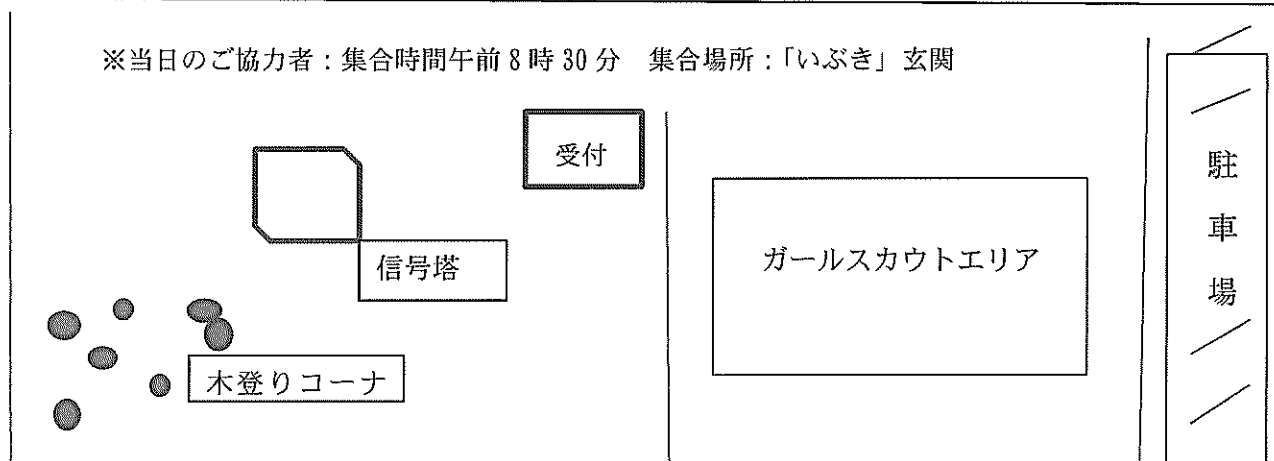 ※当日のご協力者：集合時間午前８時 30 分　集合場所：「いぶき」玄関
受付
駐車場
ガールスカウトエリア
信号塔
木登りコーナ